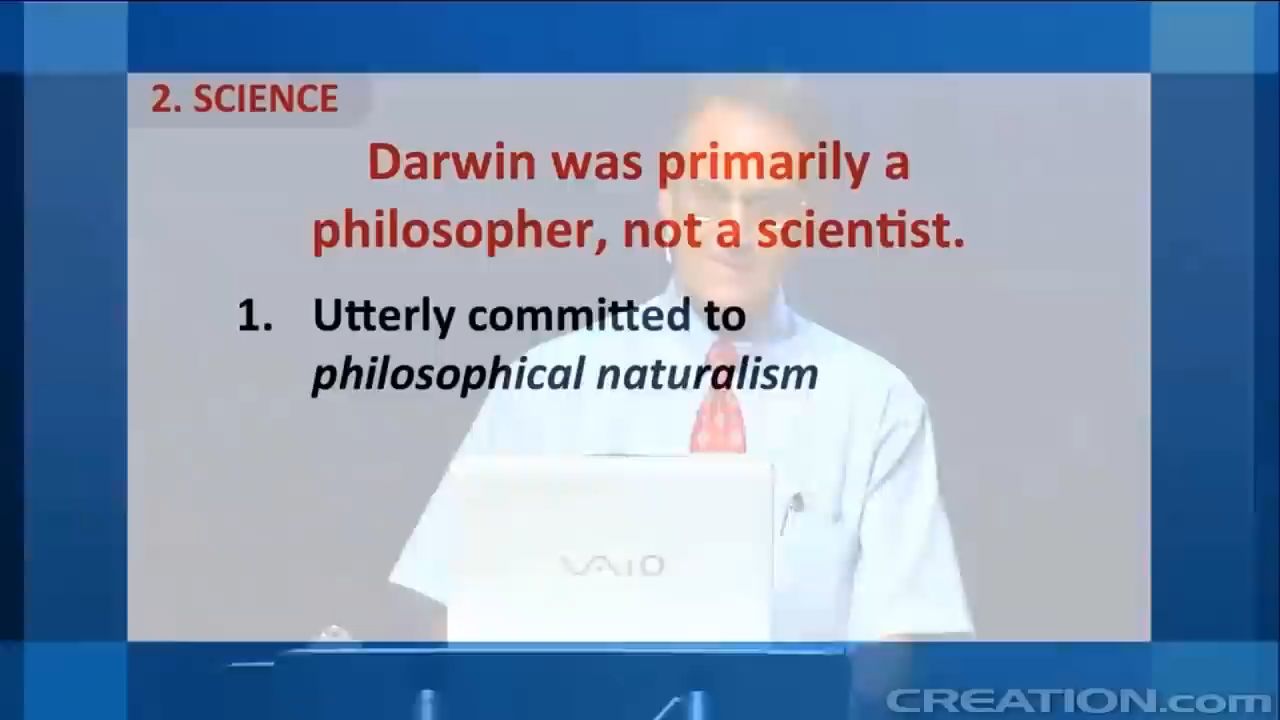 2. SCIENCE
Darwin was primarily a
philosopher, not a scientist.
1. Utterly committed to
philosophical naturalism
VAIO
CREATION.com